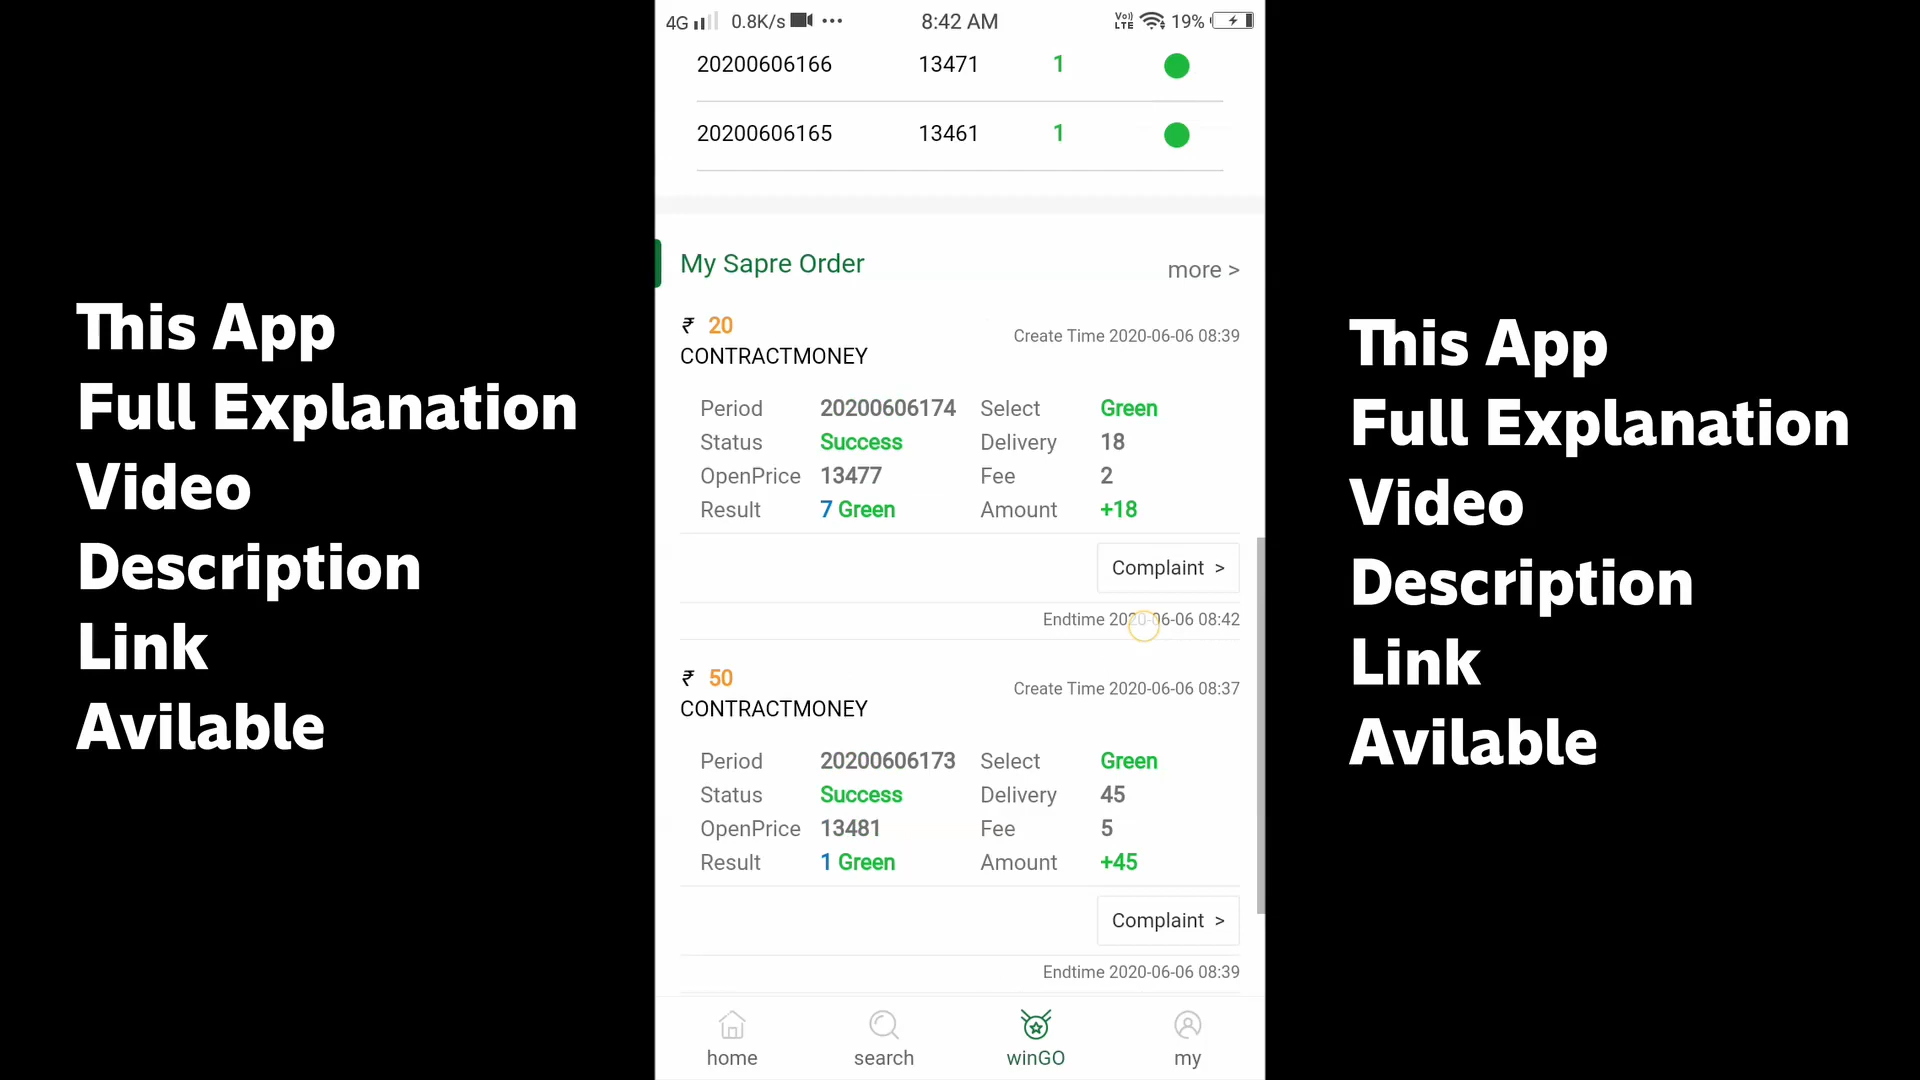 This App
Full Explanation
Video
Description
Link
Avilable
4G 0.8K/s ••• 8:42 AM VoLTE 19%
20200606166 13471 1
20200606165 13461 1
My Sapre Order
more >
₹ 20
CONTRACTMONEY
Create Time 2020-06-06 08:39
Period 20200606174 Select Green
Status Success Delivery 18
OpenPrice 13477 Fee 2
Result 7 Green Amount +18
Complaint >
Endtime 2020-06-06 08:42
₹ 50
CONTRACTMONEY
Create Time 2020-06-06 08:37
Period 20200606173 Select Green
Status Success Delivery 45
OpenPrice 13481 Fee 5
Result 1 Green Amount +45
Complaint >
Endtime 2020-06-06 08:39
home search winGO my
This App
Full Explanation
Video
Description
Link
Avilable